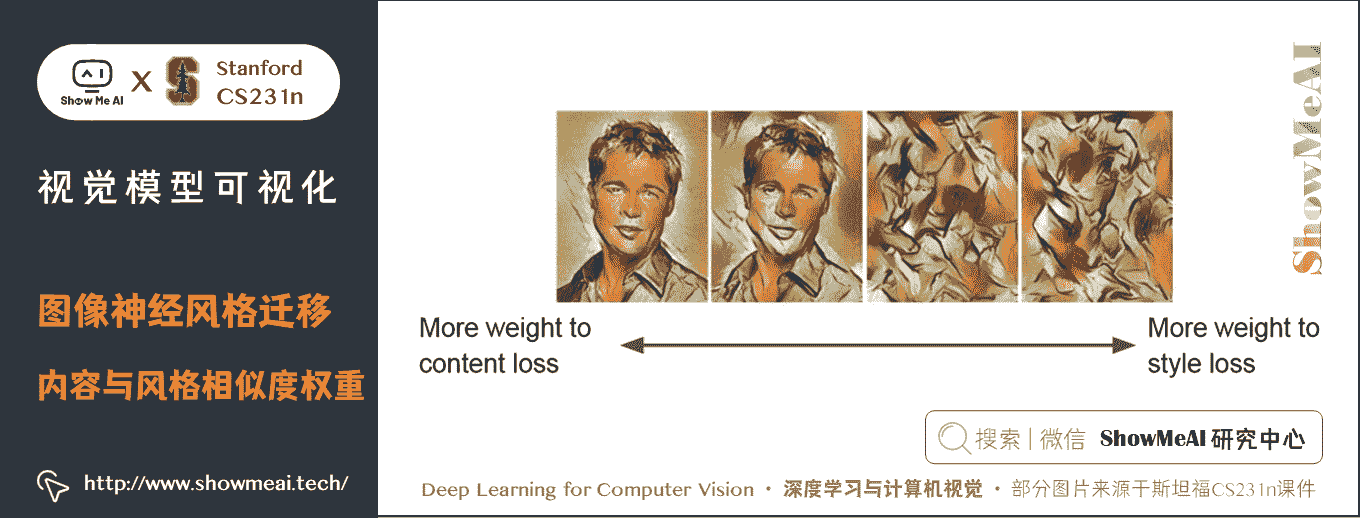 Show Me AI
X
Stanford
CS231n
视觉模型可视化
图像神经风格迁移
内容与风格相似度权重
http://www.showmeai.tech/
ShowMeAI
More weight to
content loss
More weight to
style loss
搜索 | 微信 ShowMeAI 研究中心
Deep Learning for Computer Vision · 深度学习与计算机视觉 · 部分图片来源于斯坦福CS231n课件